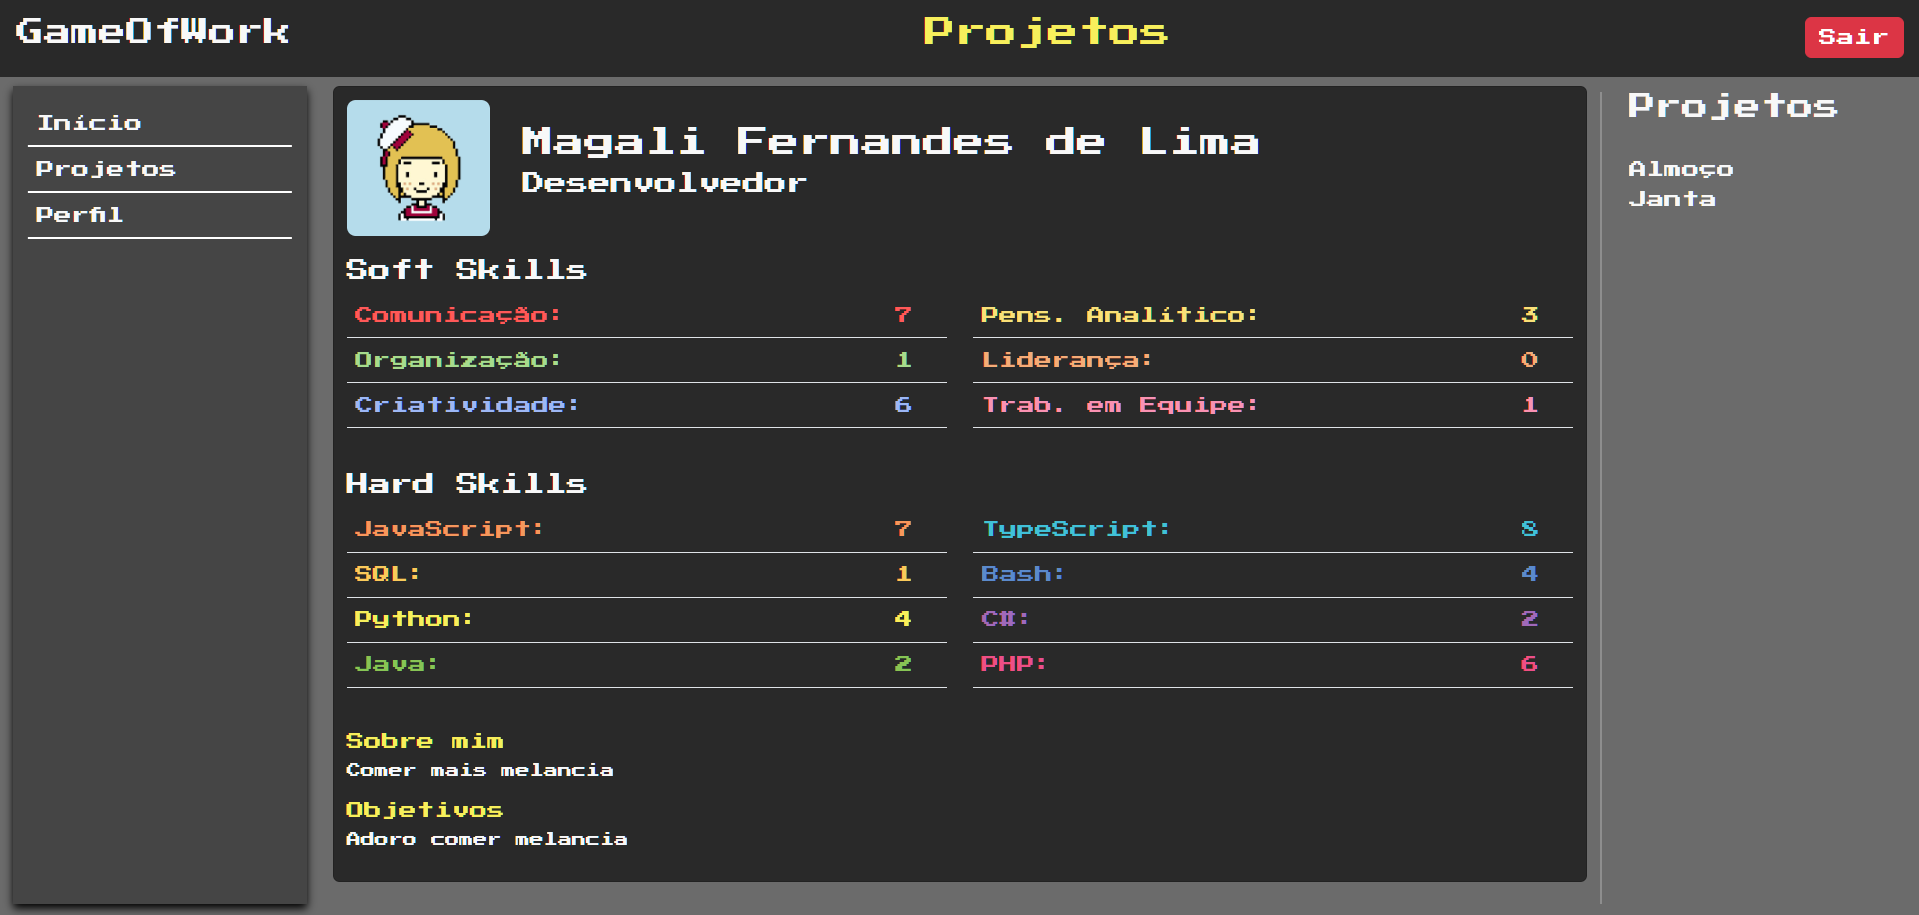 GameOfWork
Projetos
Sair
Início
Projetos
Perfil
Magali Fernandes de Lima
Desenvolvedor
Soft Skills
Comunicação: 7
Pens. Analítico: 3
Organização: 1
Liderança: 0
Criatividade: 6
Trab. em Equipe: 1
Hard Skills
JavaScript: 7
TypeScript: 8
SQL: 1
Bash: 4
Python: 4
C#: 2
Java: 2
PHP: 6
Sobre mim
Comer mais melancia
Objetivos
Adoro comer melancia
Projetos
Almoço
Janta